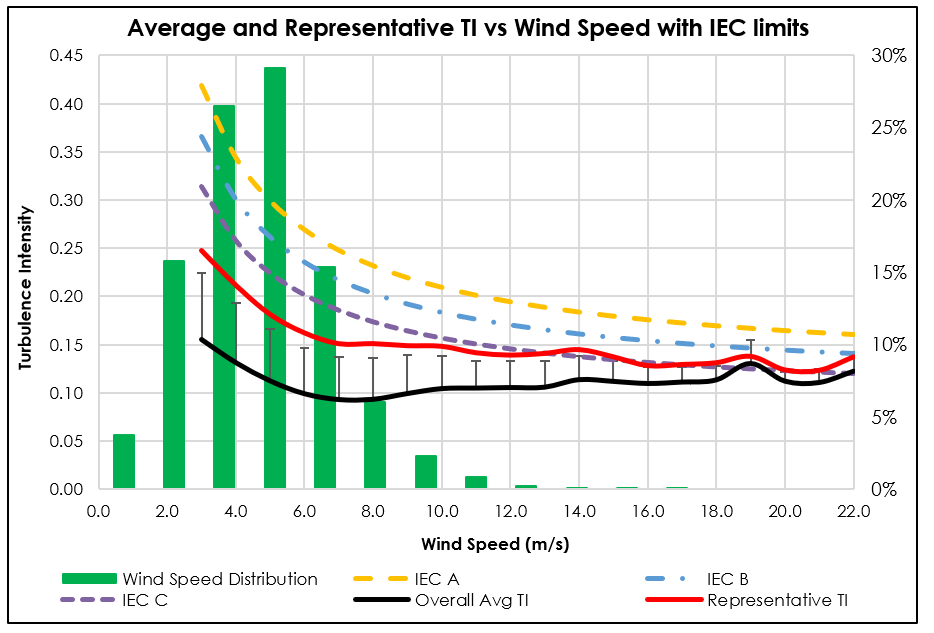 Average and Representative TI vs Wind Speed with IEC limits
0.45 30%
0.40 25%
0.35
0.30 20%
0.25
0.20 15%
0.15 10%
0.10
0.05 5%
0.00 0%
Turbulence Intensity
0.0 2.0 4.0 6.0 8.0 10.0 12.0 14.0 16.0 18.0 20.0 22.0
Wind Speed (m/s)
Wind Speed Distribution IEC A IEC B
IEC C Overall Avg TI Representative TI